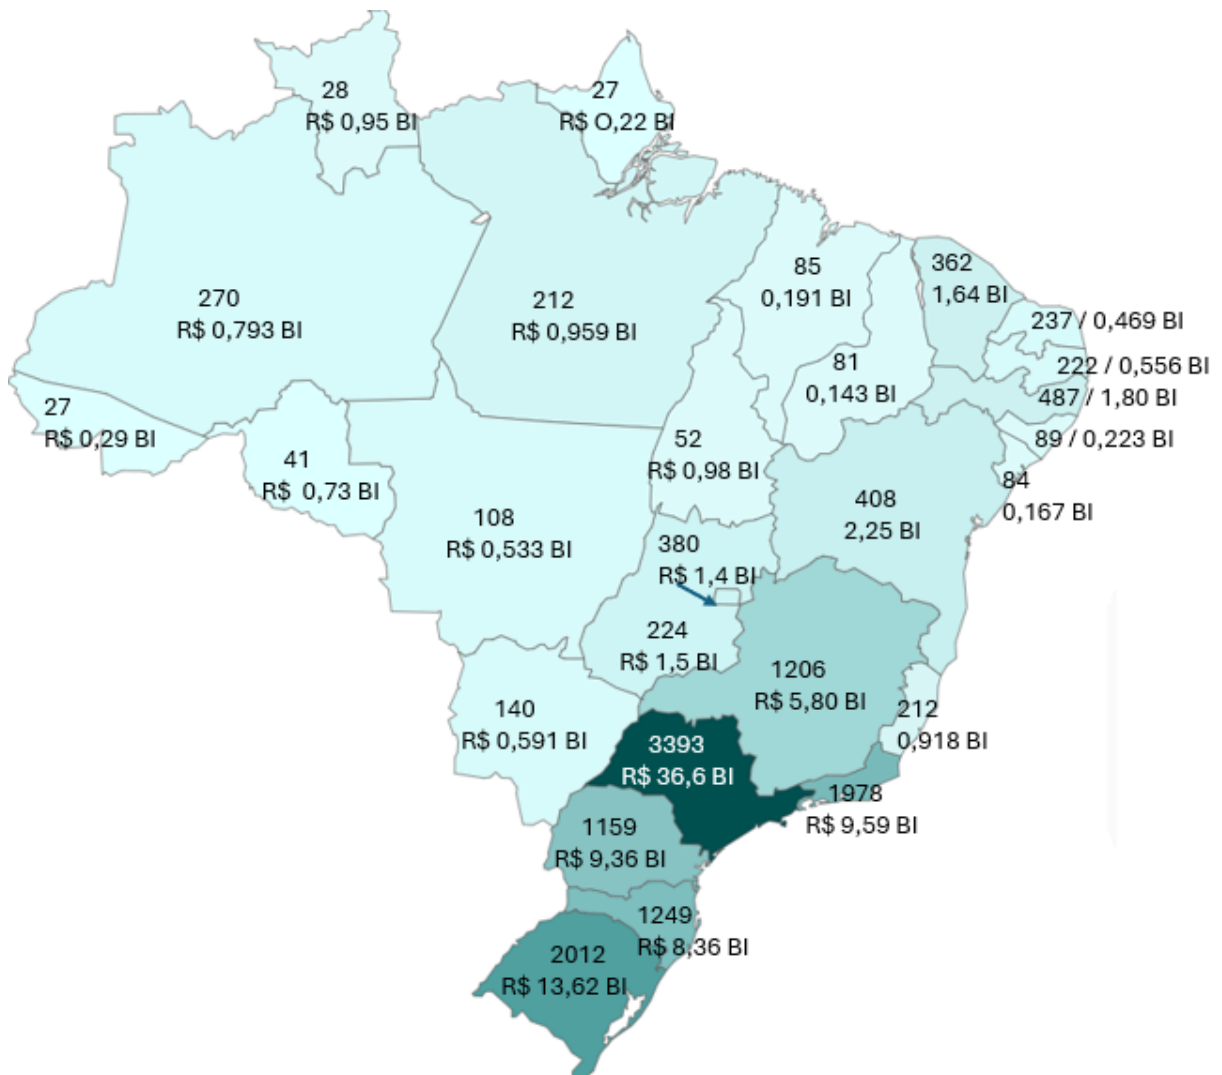 28
R$ 0,95 BI
27
R$ O,22 BI
270
R$ 0,793 BI
212
R$ 0,959 BI
85
0,191 BI
362
1,64 BI
237 / 0,469 BI
222 / 0,556 BI
487 / 1,80 BI
89 / 0,223 BI
84
0,167 BI
81
0,143 BI
27
R$ 0,29 BI
41
R$  0,73 BI
52
R$ 0,98 BI
408
2,25 BI
108
R$ 0,533 BI
380
R$ 1,4 BI
224
R$ 1,5 BI
1206
R$ 5,80 BI
212
0,918 BI
140
R$ 0,591 BI
3393
R$ 36,6 BI
1978
R$ 9,59 BI
1159
R$ 9,36 BI
1249
R$ 8,36 BI
2012
R$ 13,62 BI